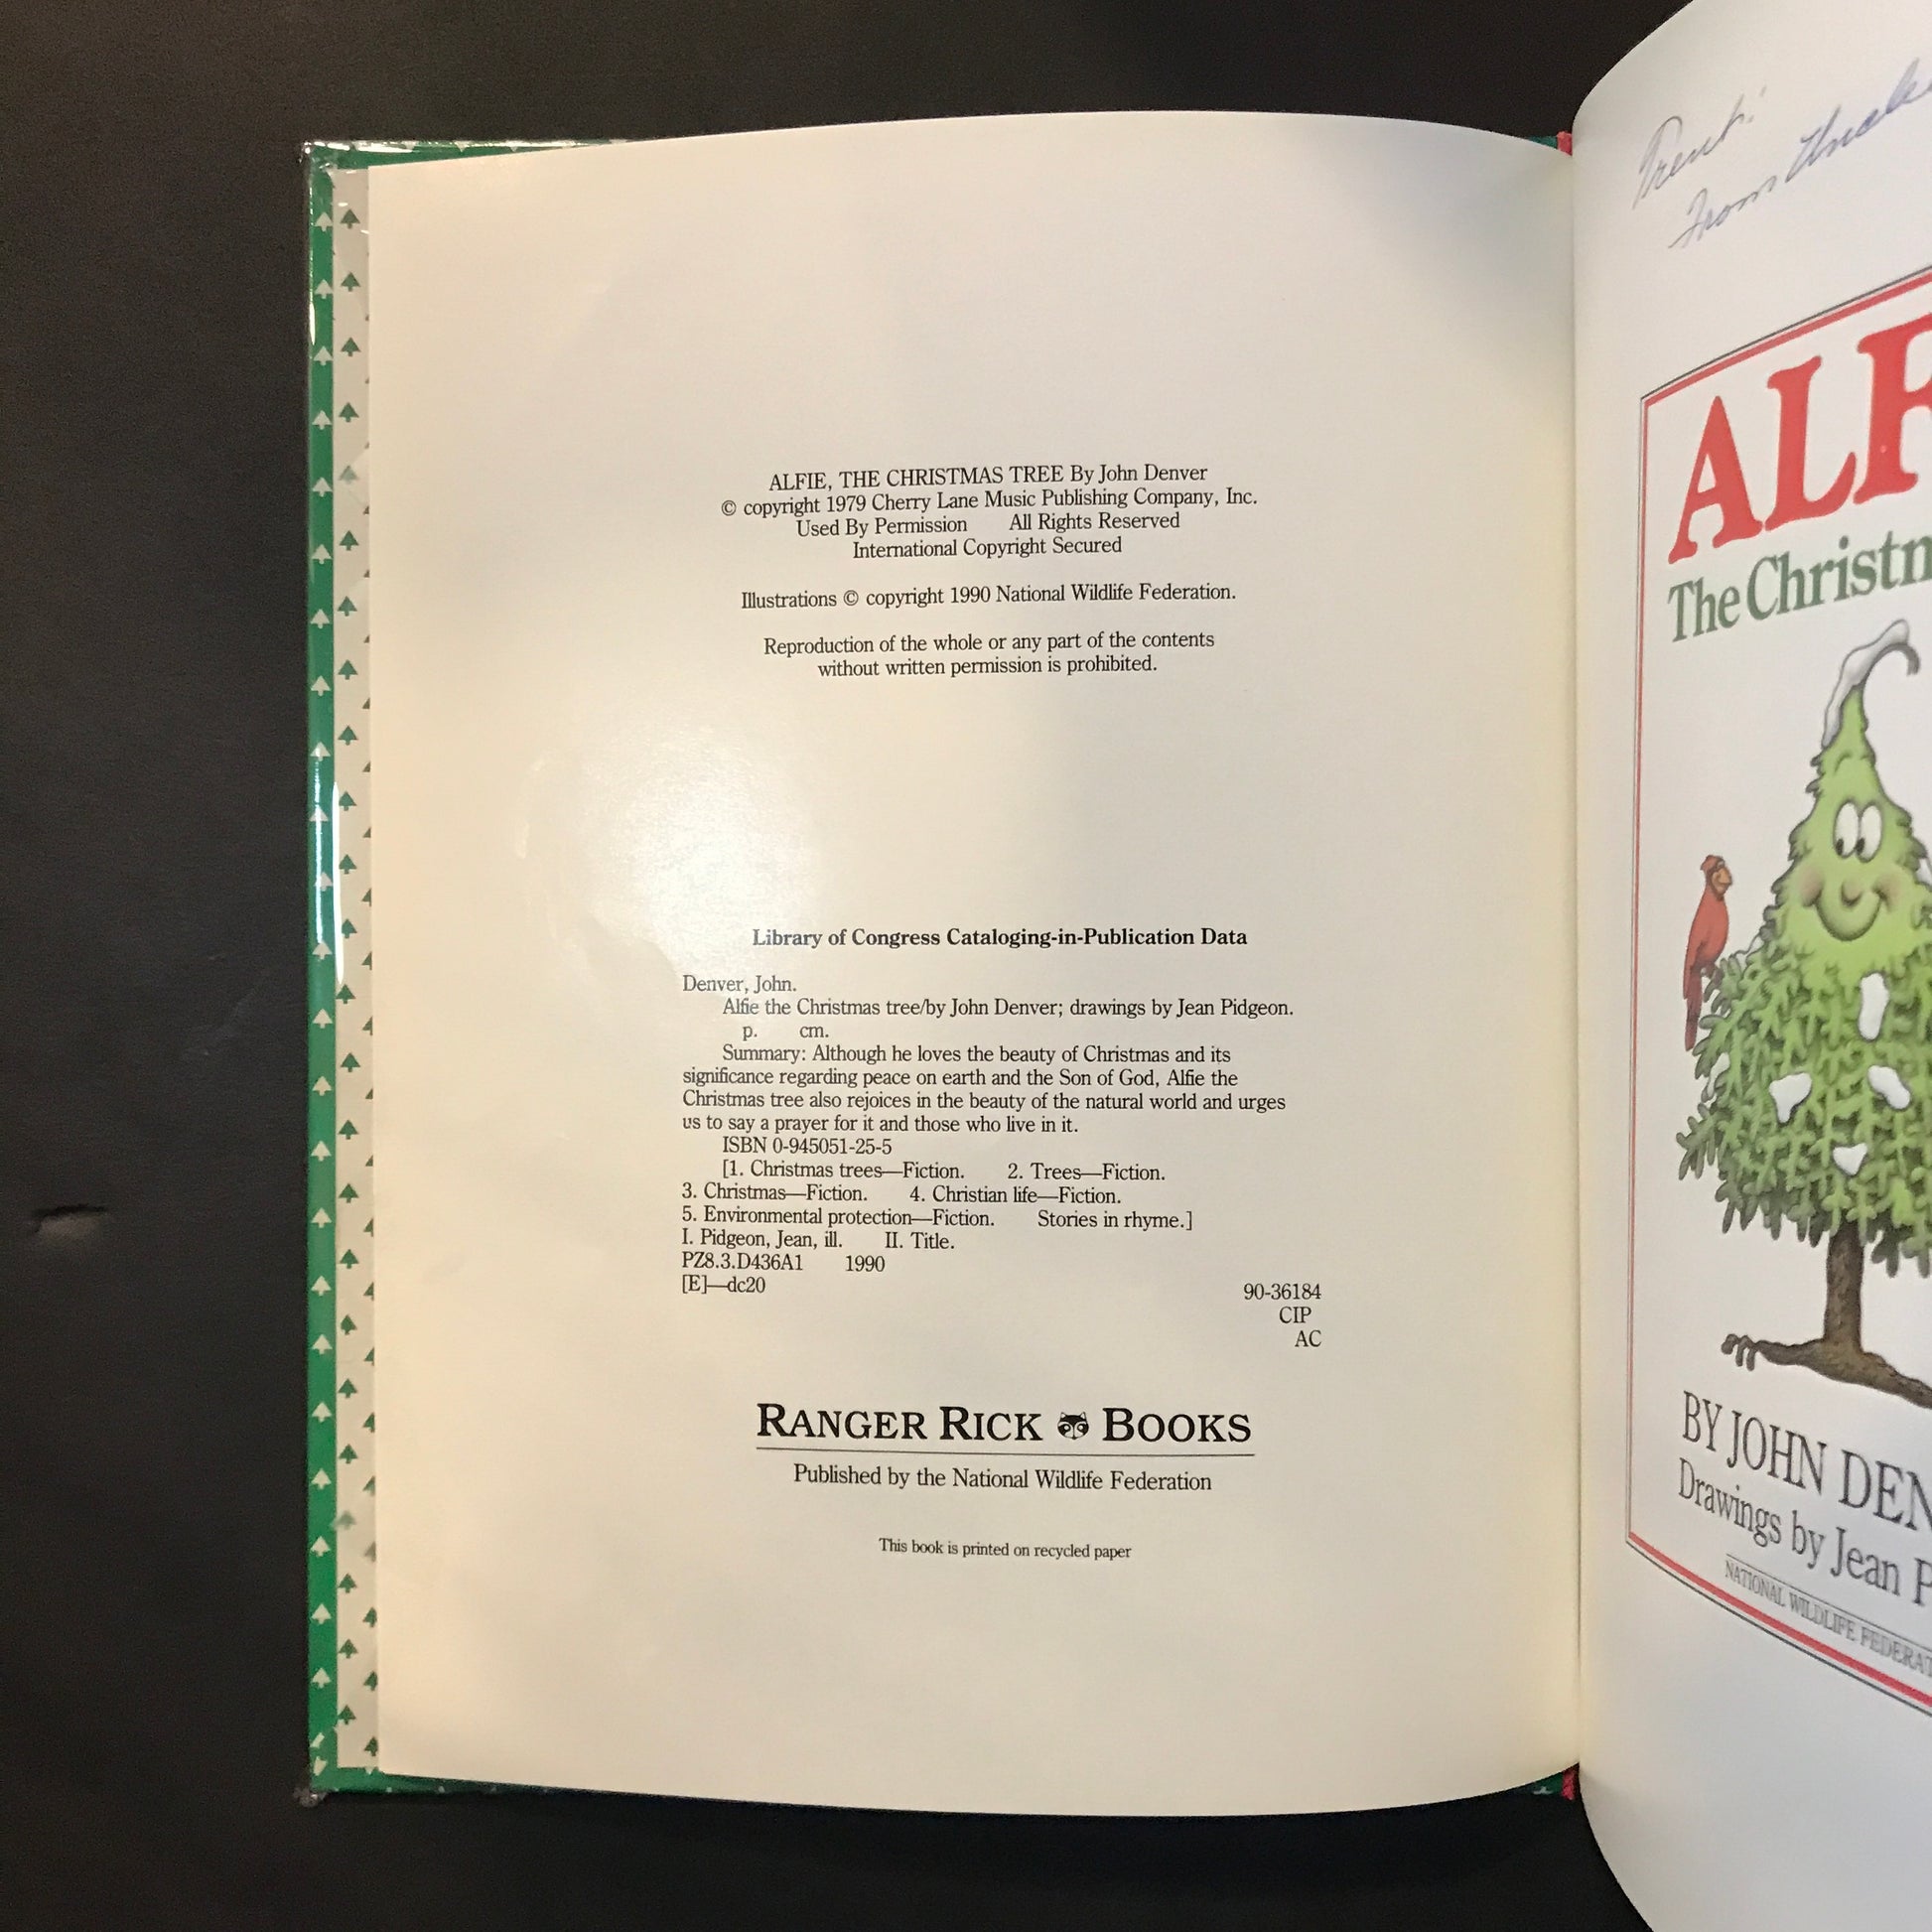 ALFIE, THE CHRISTMAS TREE By John Denver
© copyright 1979 Cherry Lane Music Publishing Company, Inc.
Used By Permission All Rights Reserved
International Copyright Secured
Illustrations © copyright 1990 National Wildlife Federation.
Reproduction of the whole or any part of the contents
without written permission is prohibited.
Library of Congress Cataloging-in-Publication Data
Denver, John.
Alfie the Christmas tree/by John Denver; drawings by Jean Pidgeon.
p. cm.
Summary: Although he loves the beauty of Christmas and its
significance regarding peace on earth and the Son of God, Alfie the
Christmas tree also rejoices in the beauty of the natural world and urges
us to say a prayer for it and those who live in it.
ISBN 0-945051-25-5
[1. Christmas trees—Fiction. 2. Trees—Fiction.
3. Christmas—Fiction. 4. Christian life—Fiction.
5. Environmental protection—Fiction. Stories in rhyme.]
I. Pidgeon, Jean, ill. II. Title.
PZ8.3.D436A1 1990
[E]—dc20 90-36184
CIP
AC
RANGER RICK BOOKS
Published by the National Wildlife Federation
This book is printed on recycled paper
From Uncle
ALF
The Christm
BY JOHN DEN
Drawings by Jean P
NATIONAL WILDLIFE FEDERAT